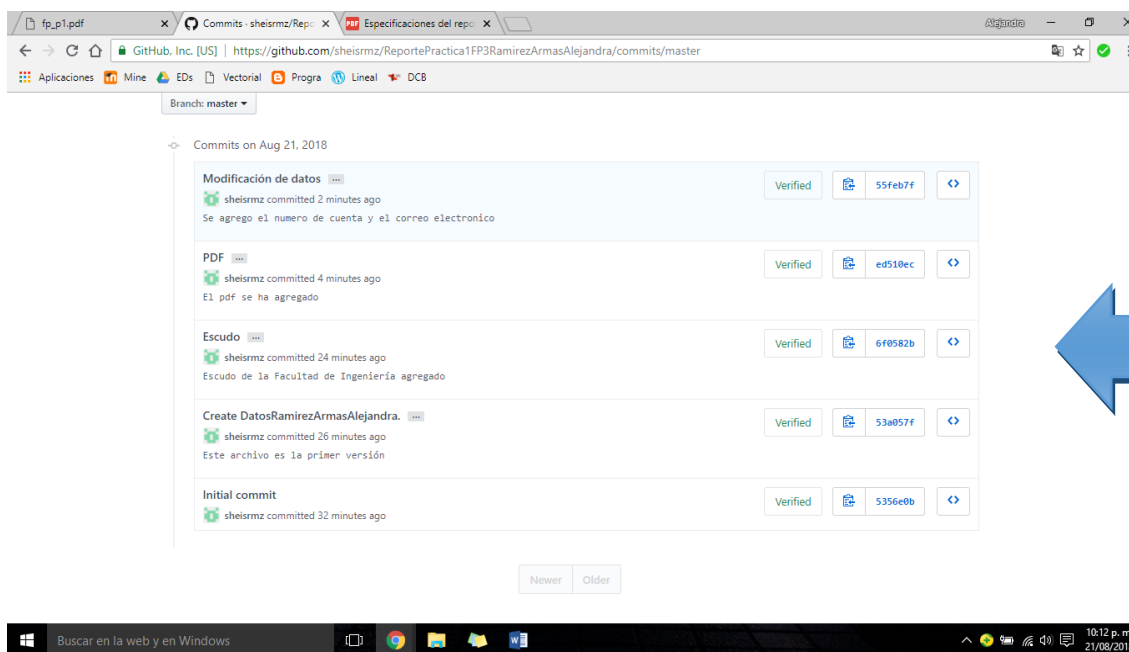 fp_p1.pdf
Commits · sheisrmz/Repo
PDF Especificaciones del repo
Alejandra
GitHub, Inc. [US] | https://github.com/sheisrmz/ReportePractica1FP3RamirezArmasAlejandra/commits/master
Aplicaciones Mine EDs Vectorial Progra Lineal DCB
Branch: master
Commits on Aug 21, 2018
Modificación de datos ...
sheisrmz committed 2 minutes ago
Se agrego el numero de cuenta y el correo electronico
Verified 55feb7f
PDF ...
sheisrmz committed 4 minutes ago
El pdf se ha agregado
Verified ed510ec
Escudo ...
sheisrmz committed 24 minutes ago
Escudo de la Facultad de Ingeniería agregado
Verified 6f0582b
Create DatosRamirezArmasAlejandra. ...
sheisrmz committed 26 minutes ago
Este archivo es la primer versión
Verified 53a057f
Initial commit
sheisrmz committed 32 minutes ago
Verified 5356e0b
Newer Older
Buscar en la web y en Windows
10:12 p. m
21/08/201